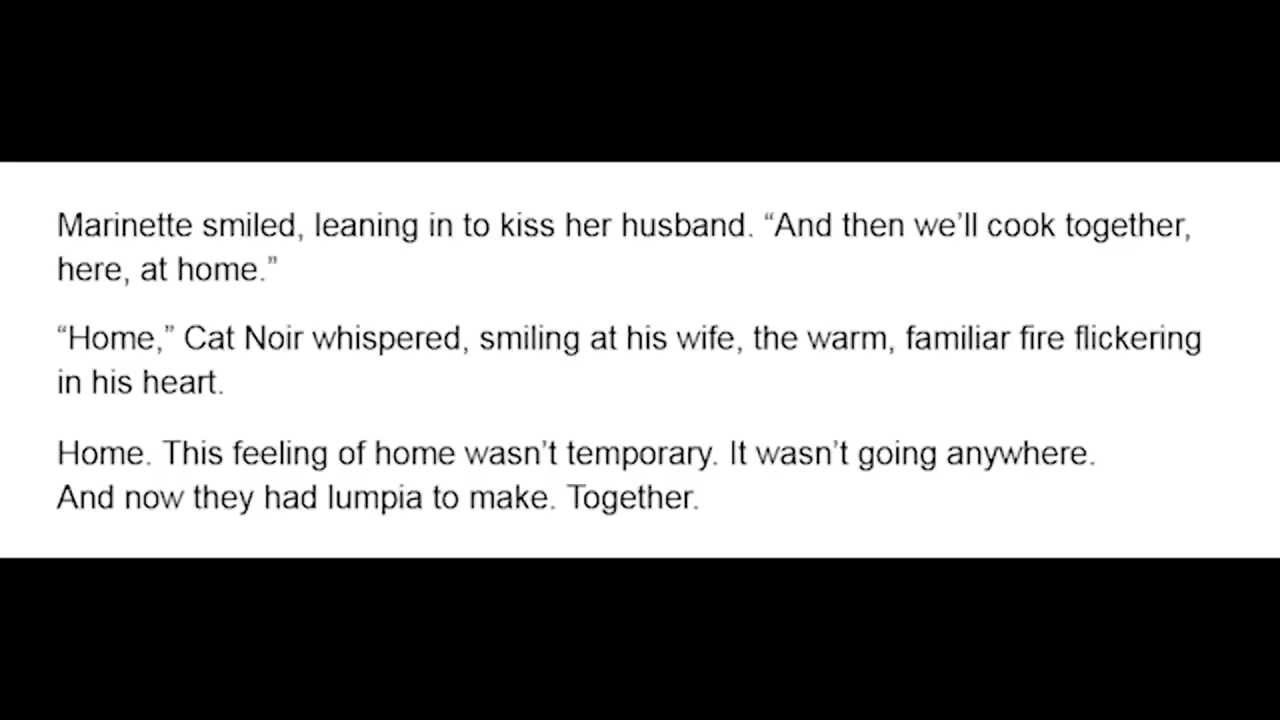 Marinette smiled, leaning in to kiss her husband. “And then we’ll cook together,
here, at home.”
“Home,” Cat Noir whispered, smiling at his wife, the warm, familiar fire flickering
in his heart.
Home. This feeling of home wasn’t temporary. It wasn’t going anywhere.
And now they had lumpia to make. Together.